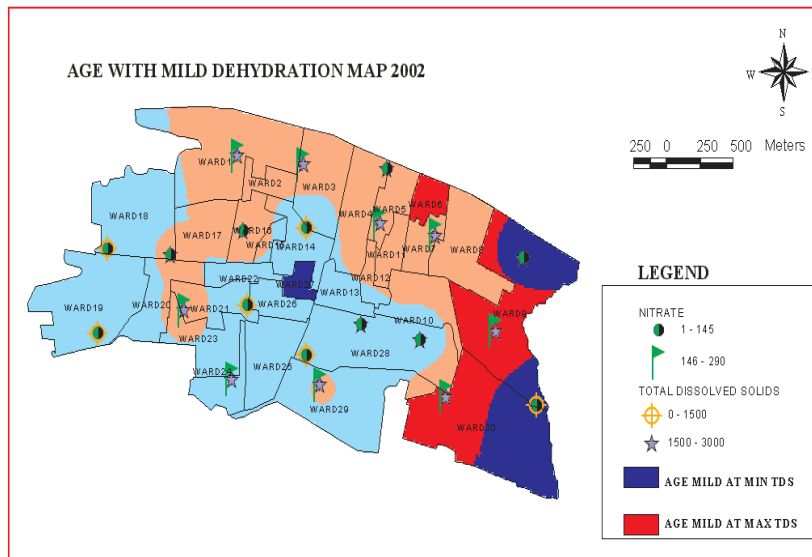 AGE WITH MILD DEHYDRATION MAP 2002
N
W
E
S
250 0 250 500 Meters
WARD1
WARD2
WARD3
WARD4
WARD5
WARD6
WARD7
WARD8
WARD9
WARD10
WARD11
WARD12
WARD13
WARD14
WARD15
WARD16
WARD17
WARD18
WARD19
WARD20
WARD21
WARD22
WARD23
WARD24
WARD25
WARD26
WARD27
WARD28
WARD29
WARD30
LEGEND
NITRATE
1 - 145
146 - 290
TOTAL DISSOLVED SOLIDS
0 - 1500
1500 - 3000
AGE MILD AT MIN TDS
AGE MILD AT MAX TDS